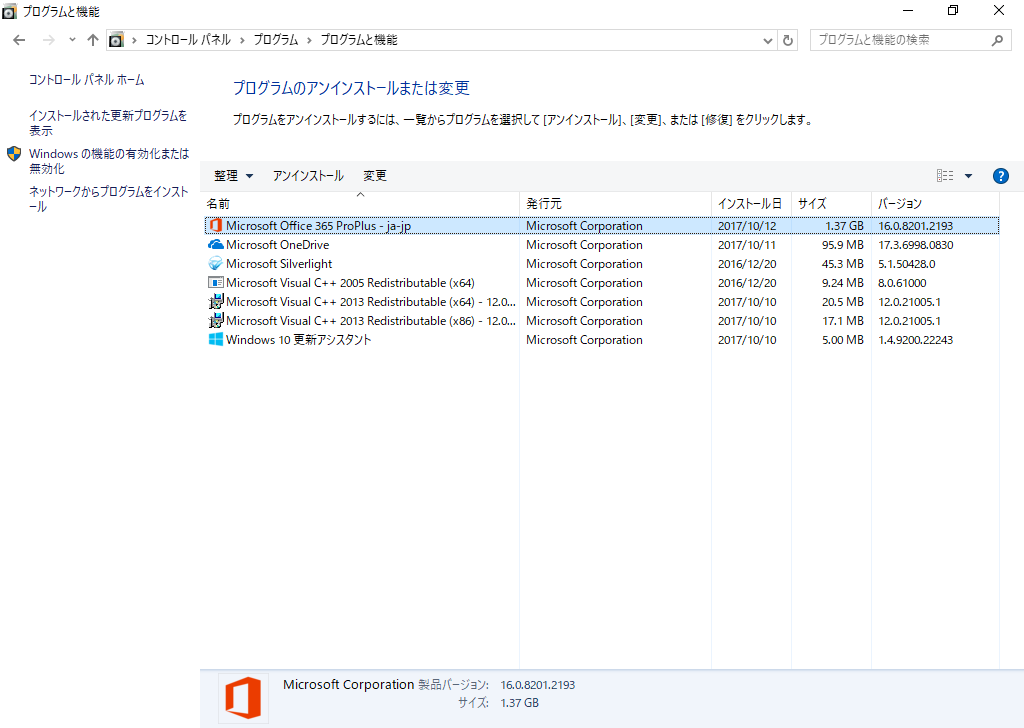 プログラムと機能
コントロール パネル › プログラム › プログラムと機能
プログラムと機能の検索
コントロール パネル ホーム
インストールされた更新プログラムを
表示
Windows の機能の有効化または
無効化
ネットワークからプログラムをインスト
ール
プログラムのアンインストールまたは変更
プログラムをアンインストールするには、一覧からプログラムを選択して [アンインストール]、[変更]、または [修復] をクリックします。
整理 アンインストール 変更
名前 発行元 インストール日 サイズ バージョン
Microsoft Office 365 ProPlus - ja-jp Microsoft Corporation 2017/10/12 1.37 GB 16.0.8201.2193
Microsoft OneDrive Microsoft Corporation 2017/10/11 95.9 MB 17.3.6998.0830
Microsoft Silverlight Microsoft Corporation 2016/12/20 45.3 MB 5.1.50428.0
Microsoft Visual C++ 2005 Redistributable (x64) Microsoft Corporation 2016/12/20 9.24 MB 8.0.61000
Microsoft Visual C++ 2013 Redistributable (x64) - 12.0... Microsoft Corporation 2017/10/10 20.5 MB 12.0.21005.1
Microsoft Visual C++ 2013 Redistributable (x86) - 12.0... Microsoft Corporation 2017/10/10 17.1 MB 12.0.21005.1
Windows 10 更新アシスタント Microsoft Corporation 2017/10/10 5.00 MB 1.4.9200.22243
Microsoft Corporation 製品バージョン: 16.0.8201.2193
サイズ: 1.37 GB